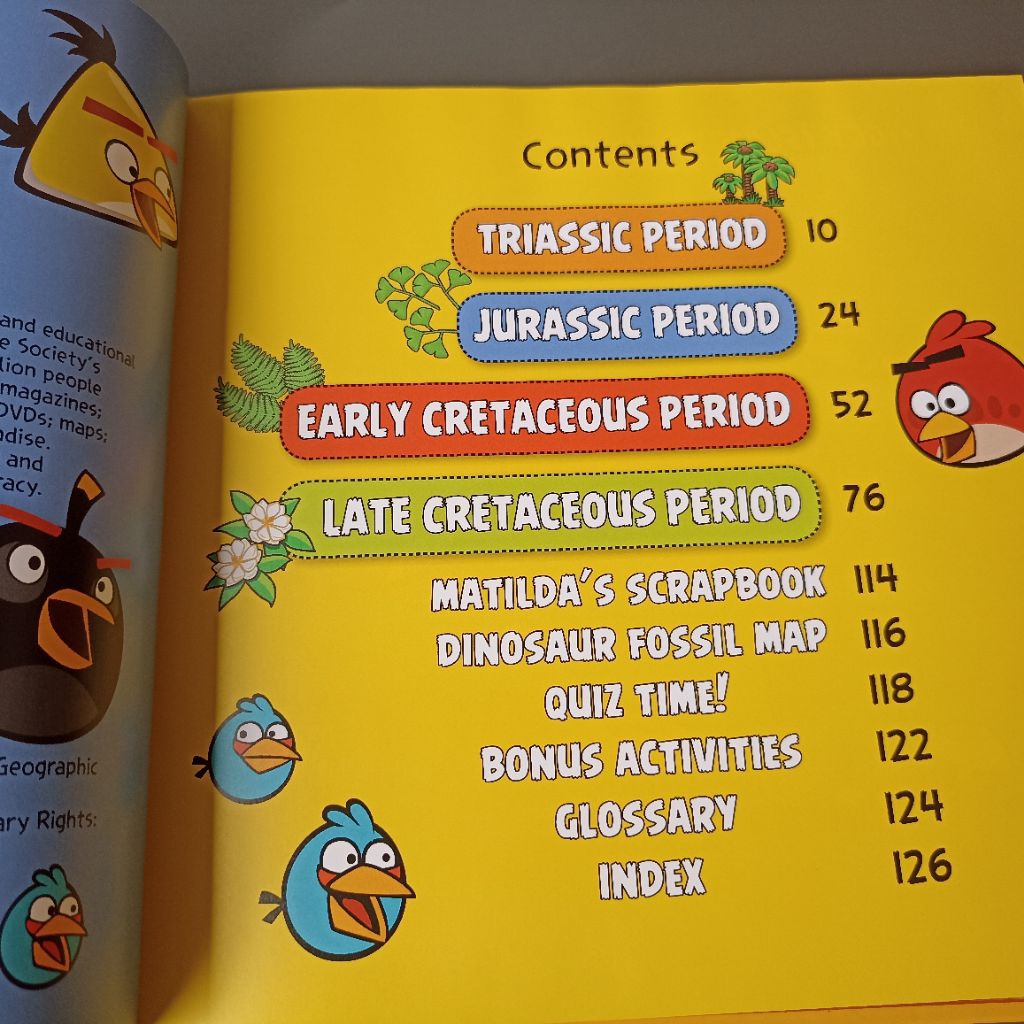 and educational
e Society's
lion people
magazines;
DVDs; maps;
adise.
and
racy.
Geographic
ary Rights:
Contents
TRIASSIC PERIOD 10
JURASSIC PERIOD 24
EARLY CRETACEOUS PERIOD 52
LATE CRETACEOUS PERIOD 76
MATILDA'S SCRAPBOOK 114
DINOSAUR FOSSIL MAP 116
QUIZ TIME! 118
BONUS ACTIVITIES 122
GLOSSARY 124
INDEX 126